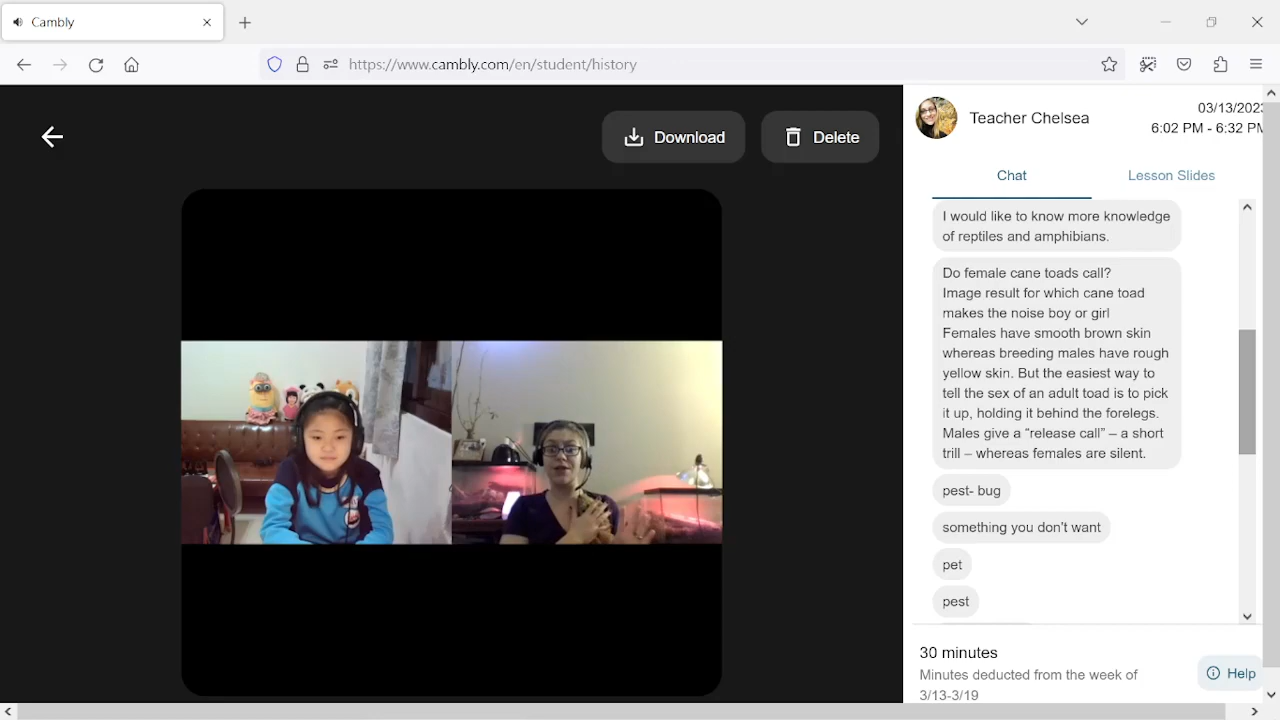 Cambly
https://www.cambly.com/en/student/history
Download
Delete
Teacher Chelsea
03/13/2023
6:02 PM - 6:32 PM
Chat
Lesson Slides
I would like to know more knowledge
of reptiles and amphibians.
Do female cane toads call?
Image result for which cane toad
makes the noise boy or girl
Females have smooth brown skin
whereas breeding males have rough
yellow skin. But the easiest way to
tell the sex of an adult toad is to pick
it up, holding it behind the forelegs.
Males give a “release call” – a short
trill – whereas females are silent.
pest- bug
something you don’t want
pet
pest
30 minutes
Minutes deducted from the week of
3/13-3/19
Help